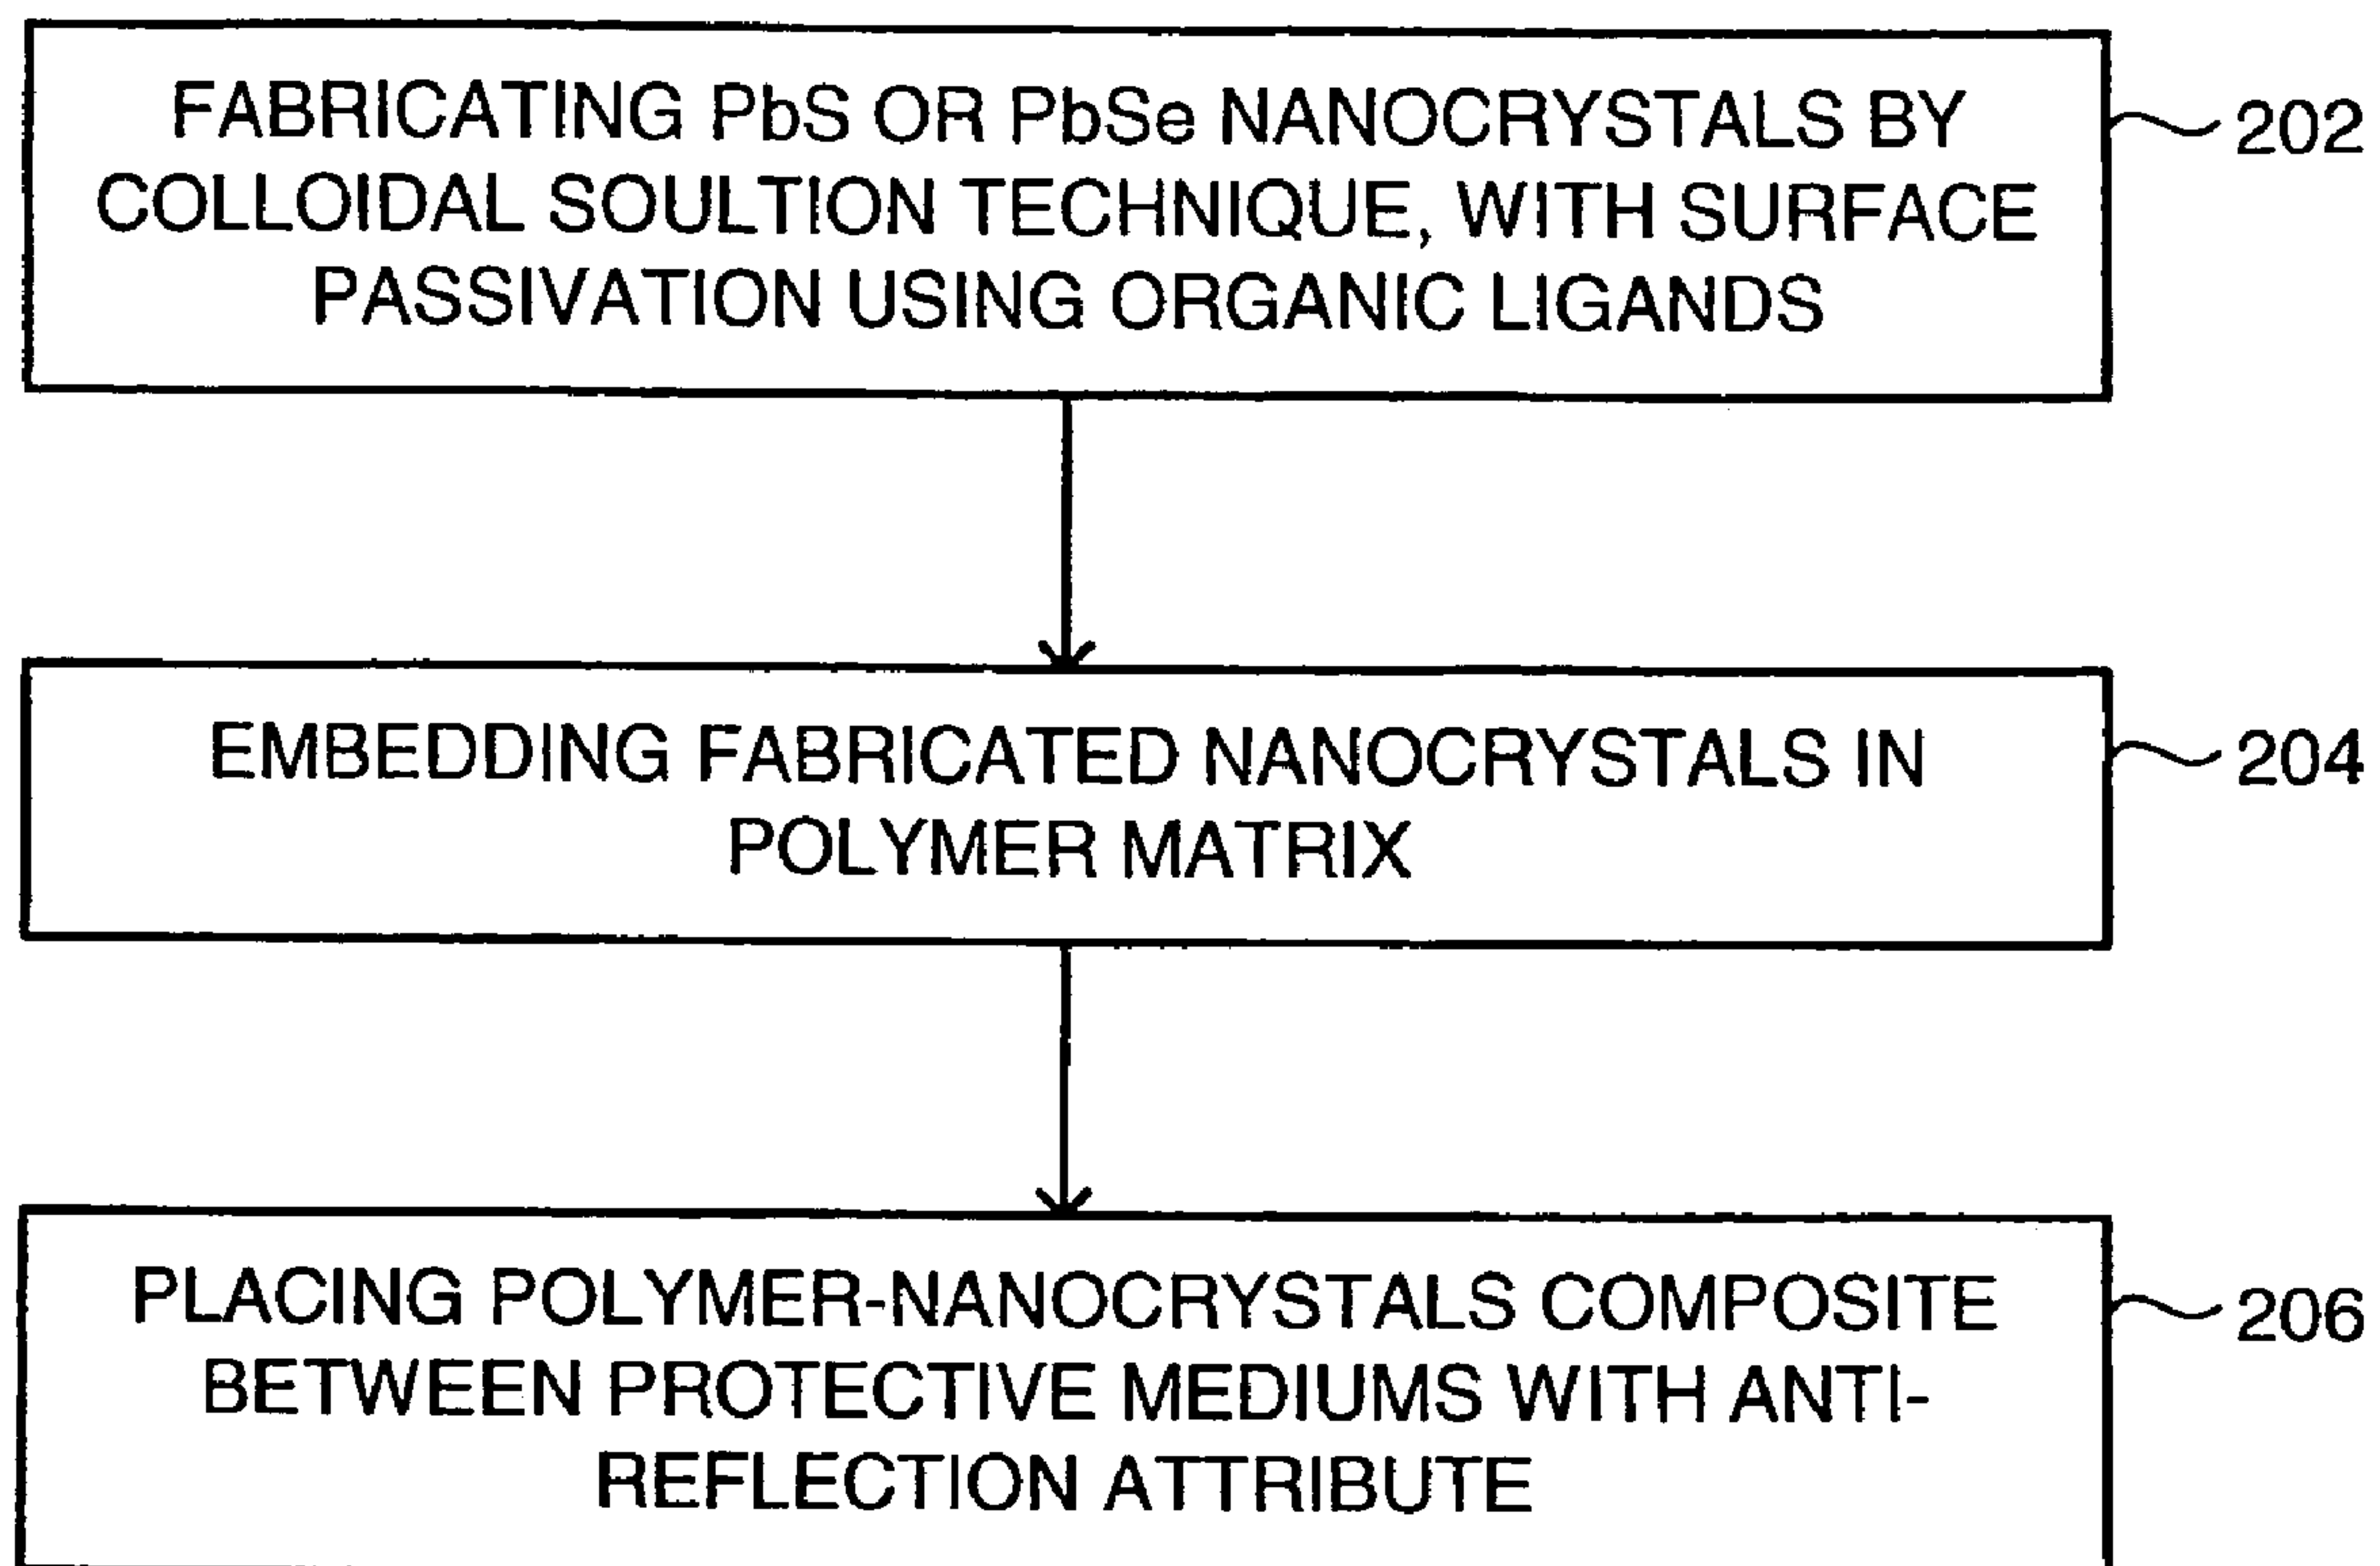 FABRICATING PbS OR PbSe NANOCRYSTALS BY
COLLOIDAL SOULTION TECHNIQUE, WITH SURFACE
PASSIVATION USING ORGANIC LIGANDS
202
EMBEDDING FABRICATED NANOCRYSTALS IN
POLYMER MATRIX
204
PLACING POLYMER-NANOCRYSTALS COMPOSITE
BETWEEN PROTECTIVE MEDIUMS WITH ANTI-
REFLECTION ATTRIBUTE
206